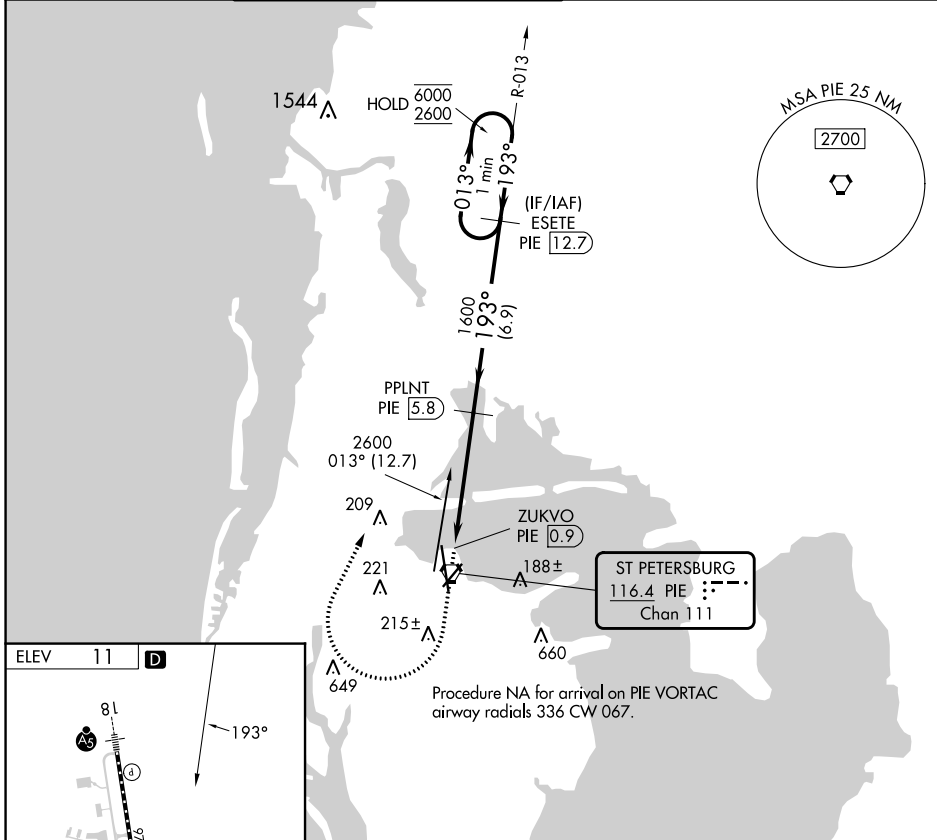 1544
HOLD 6000
2600
R-013
MSA PIE 25 NM
2700
013°
1 min
193°
(IF/IAF)
ESETE
PIE 12.7
1600
193°
(6.9)
PPLNT
PIE 5.8
2600
013° (12.7)
209
ZUKVO
PIE 0.9
221
188±
ST PETERSBURG
116.4 PIE
Chan 111
215±
660
649
Procedure NA for arrival on PIE VORTAC
airway radials 336 CW 067.
ELEV 11 D
18
193°
A5
P